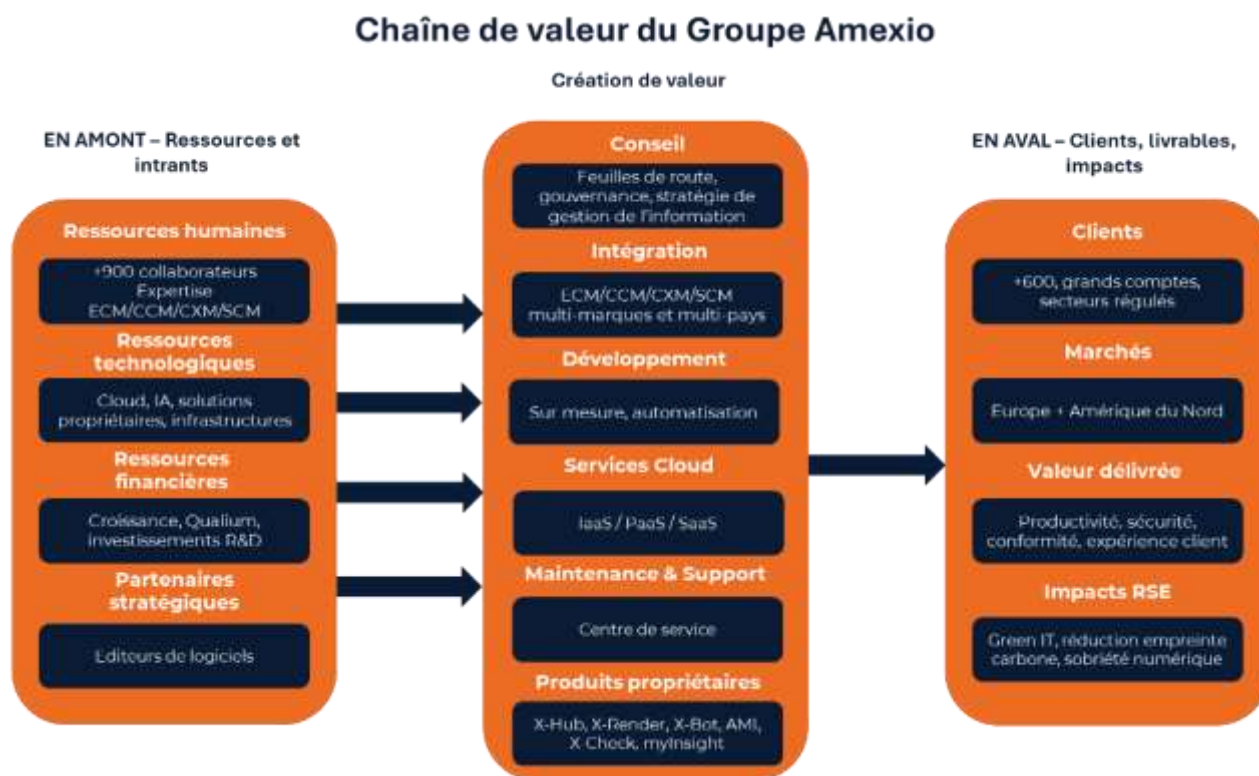 Chaîne de valeur du Groupe Amexio
EN AMONT – Ressources et
intrants
Ressources humaines
+900 collaborateurs
Expertise
ECM/CCM/CXM/SCM
Ressources
technologiques
Cloud, IA, solutions
propriétaires, infrastructures
Ressources
financières
Croissance, Qualium,
investissements R&D
Partenaires
stratégiques
Editeurs de logiciels
Création de valeur
Conseil
Feuilles de route,
gouvernance, stratégie de
gestion de l'information
Intégration
ECM/CCM/CXM/SCM
multi-marques et multi-pays
Développement
Sur mesure, automatisation
Services Cloud
IaaS / PaaS / SaaS
Maintenance & Support
Centre de service
Produits propriétaires
X-Hub, X-Render, X-Bot, AMI,
X-Check, myInsight
EN AVAL – Clients, livrables,
impacts
Clients
+600, grands comptes,
secteurs régulés
Marchés
Europe + Amérique du Nord
Valeur délivrée
Productivité, sécurité,
conformité, expérience client
Impacts RSE
Green IT, réduction empreinte
carbone, sobriété numérique